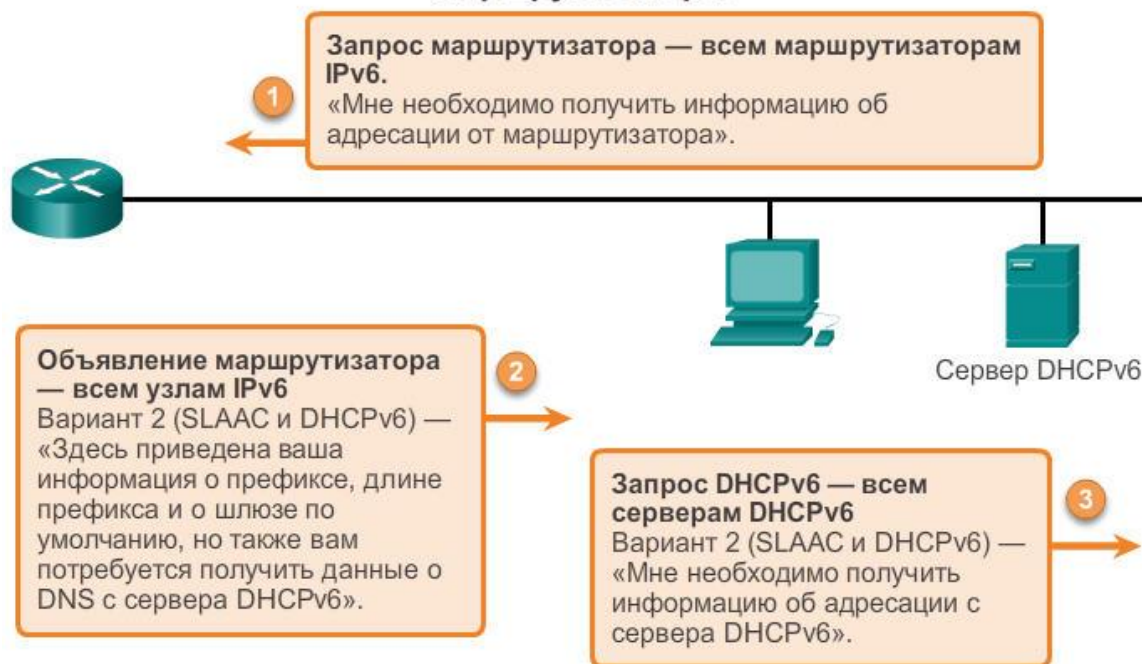 Запрос маршрутизатора — всем маршрутизаторам
IPv6.
«Мне необходимо получить информацию об
адресации от маршрутизатора».
1
Сервер DHCPv6
Объявление маршрутизатора
— всем узлам IPv6
Вариант 2 (SLAAC и DHCPv6) —
«Здесь приведена ваша
информация о префиксе, длине
префикса и о шлюзе по
умолчанию, но также вам
потребуется получить данные о
DNS с сервера DHCPv6».
2
Запрос DHCPv6 — всем
серверам DHCPv6
Вариант 2 (SLAAC и DHCPv6) —
«Мне необходимо получить
информацию об адресации с
сервера DHCPv6».
3